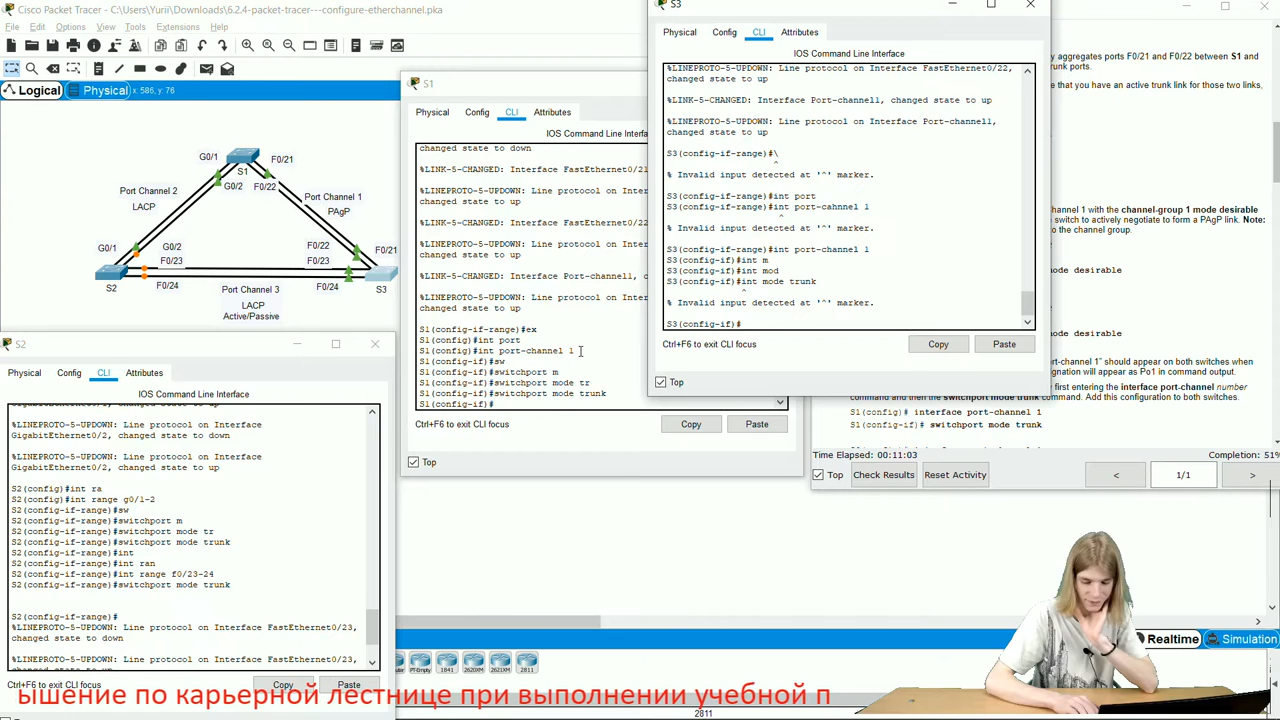 Cisco Packet Tracer - C:\Users\Yurii\Downloads\6.2.4-packet-tracer---configure-etherchannel.pka
File Edit Options View Tools Extensions Help
Logical Physical x: 586, y: 76
G0/1 F0/21
S1
G0/2 F0/22
Port Channel 2
LACP
Port Channel 1
PAgP
G0/1 G0/2 F0/22 F0/21
F0/23 F0/23
S2 F0/24 F0/24 S3
Port Channel 3
LACP
Active/Passive
S1
Physical Config CLI Attributes
IOS Command Line Interfa
changed state to down
%LINK-5-CHANGED: Interface FastEthernet0/21
%LINEPROTO-5-UPDOWN: Line protocol on Inter
changed state to up
%LINK-5-CHANGED: Interface FastEthernet0/22
%LINEPROTO-5-UPDOWN: Line protocol on Inter
changed state to up
%LINK-5-CHANGED: Interface Port-channel1, c
%LINEPROTO-5-UPDOWN: Line protocol on Inter
changed state to up
S1(config-if-range)#ex
S1(config)#int port
S1(config)#int port-channel 1
S1(config-if)#sw
S1(config-if)#switchport m
S1(config-if)#switchport mode tr
S1(config-if)#switchport mode trunk
S1(config-if)#
Ctrl+F6 to exit CLI focus
Copy Paste
Top
S3
Physical Config CLI Attributes
IOS Command Line Interface
%LINEPROTO-5-UPDOWN: Line protocol on Interface FastEthernet0/22,
changed state to up
%LINK-5-CHANGED: Interface Port-channel1, changed state to up
%LINEPROTO-5-UPDOWN: Line protocol on Interface Port-channel1,
changed state to up
S3(config-if-range)#\
^
% Invalid input detected at '^' marker.
S3(config-if-range)#int port
S3(config-if-range)#int port-cahnnel 1
^
% Invalid input detected at '^' marker.
S3(config-if-range)#int port-channel 1
S3(config-if)#int m
S3(config-if)#int mod
S3(config-if)#int mode trunk
^
% Invalid input detected at '^' marker.
S3(config-if)#
Ctrl+F6 to exit CLI focus
Copy Paste
Top
S2
Physical Config CLI Attributes
IOS Command Line Interface
GigabitEthernet0/1, changed state to up
%LINEPROTO-5-UPDOWN: Line protocol on Interface
GigabitEthernet0/2, changed state to down
%LINEPROTO-5-UPDOWN: Line protocol on Interface
GigabitEthernet0/2, changed state to up
S2(config)#int ra
S2(config)#int range g0/1-2
S2(config-if-range)#sw
S2(config-if-range)#switchport m
S2(config-if-range)#switchport mode tr
S2(config-if-range)#switchport mode trunk
S2(config-if-range)#int
S2(config-if-range)#int ran
S2(config-if-range)#int range f0/23-24
S2(config-if-range)#switchport mode trunk
S2(config-if-range)#
%LINEPROTO-5-UPDOWN: Line protocol on Interface FastEthernet0/23,
changed state to down
%LINEPROTO-5-UPDOWN: Line protocol on Interface FastEthernet0/23,
Ctrl+F6 to exit CLI focus
Copy Paste
y aggregates ports F0/21 and F0/22 between S1 and
runk ports.
e that you have an active trunk link for those two links,
hannel 1 with the channel-group 1 mode desirable
switch to actively negotiate to form a PAgP link. Note:
o the channel group.
mode desirable
mode desirable
ort-channel 1" should appear on both switches when
gnation will appear as Po1 in command output.
y first entering the interface port-channel number
command and the switchport mode trunk. Add this configuration to both switches.
S1(config)# interface port-channel 1
S1(config-if)# switchport mode trunk
Time Elapsed: 00:11:03 Completion: 51%
Top Check Results Reset Activity < 1/1 >
Realtime Simulation
PT-Empty 1841 2620XM 2621XM 2811
2811
ышение по карьерной лестнице при выполнении учебной п